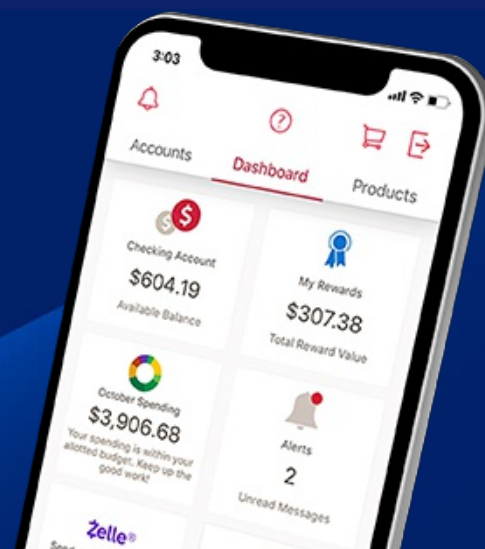 3:03
Accounts
Dashboard
Products
Checking Account
$604.19
Available Balance
My Rewards
$307.38
Total Reward Value
October Spending
$3,906.68
Your spending is within your
allotted budget, Keep up the
good work!
Alerts
2
Unread Messages
Zelle®